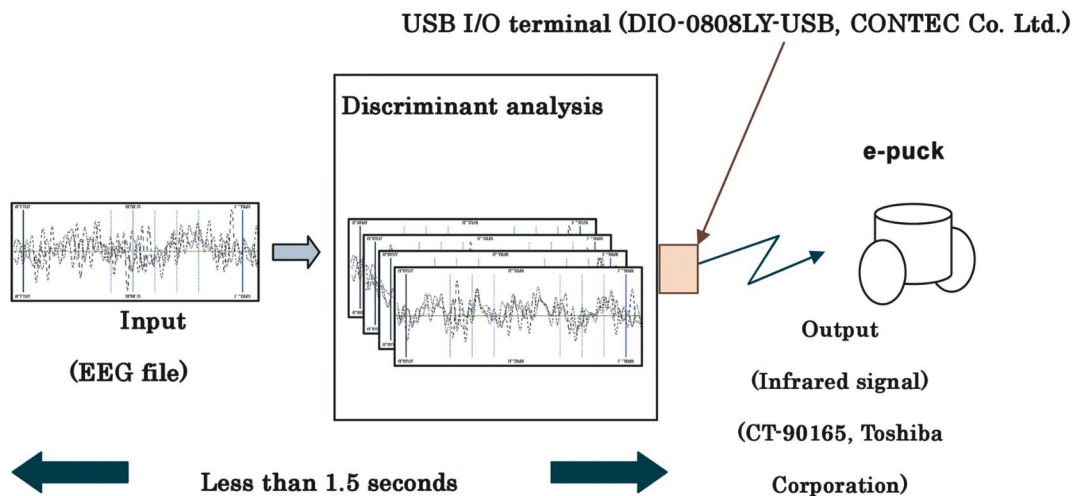 USB I/O terminal (DIO-0808LY-USB, CONTEC Co. Ltd.)
Discriminant analysis
e-puck
Input
(EEG file)
Output
(Infrared signal)
(CT-90165, Toshiba
Corporation)
Less than 1.5 seconds